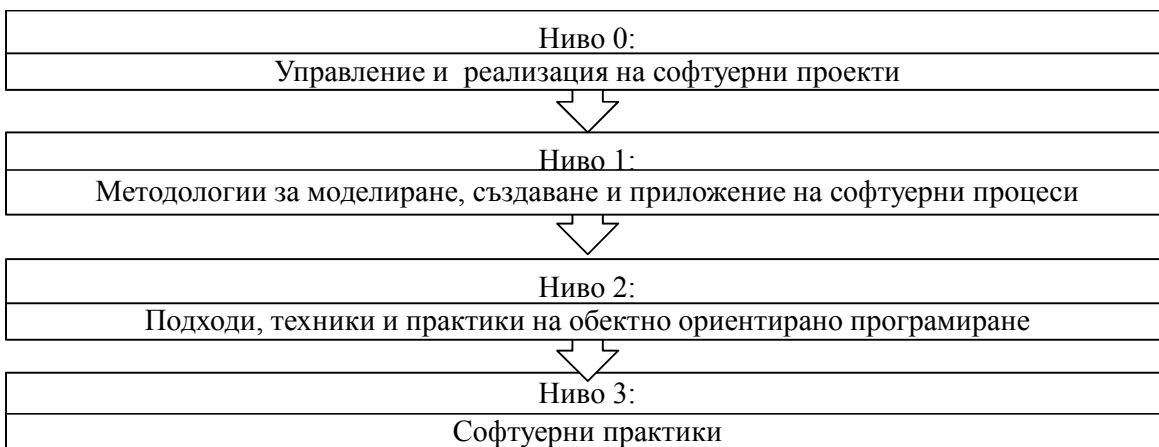 Ниво 0:
Управление и реализация на софтуерни проекти
Ниво 1:
Методологии за моделиране, създаване и приложение на софтуерни процеси
Ниво 2:
Подходи, техники и практики на обектно ориентирано програмиране
Ниво 3:
Софтуерни практики